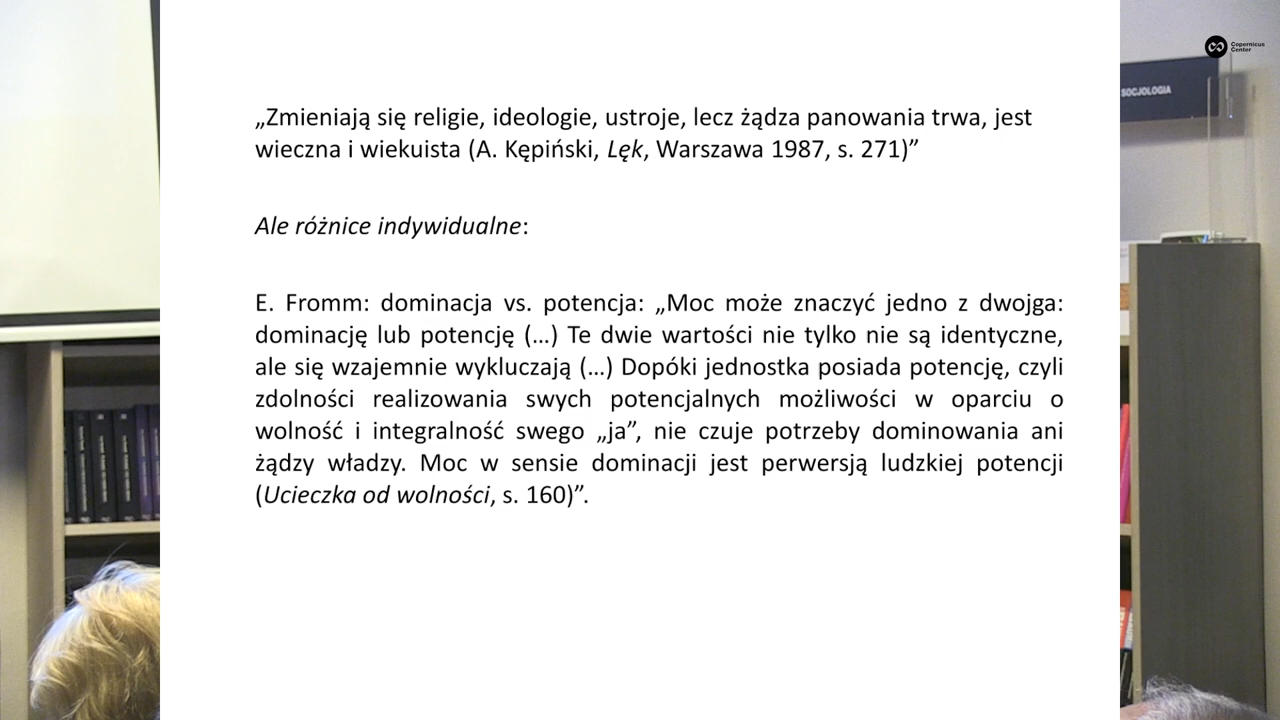 Copernicus
Center
SOCJOLOGIA
„Zmieniają się religie, ideologie, ustroje, lecz żądza panowania trwa, jest
wieczna i wiekuista (A. Kępiński, Lęk, Warszawa 1987, s. 271)”
Ale różnice indywidualne:
E. Fromm: dominacja vs. potencja: „Moc może znaczyć jedno z dwojga:
dominację lub potencję (...) Te dwie wartości nie tylko nie są identyczne,
ale się wzajemnie wykluczają (...) Dopóki jednostka posiada potencję, czyli
zdolności realizowania swych potencjalnych możliwości w oparciu o
wolność i integralność swego „ja”, nie czuje potrzeby dominowania ani
żądzy władzy. Moc w sensie dominacji jest perwersją ludzkiej potencji
(Ucieczka od wolności, s. 160)”.